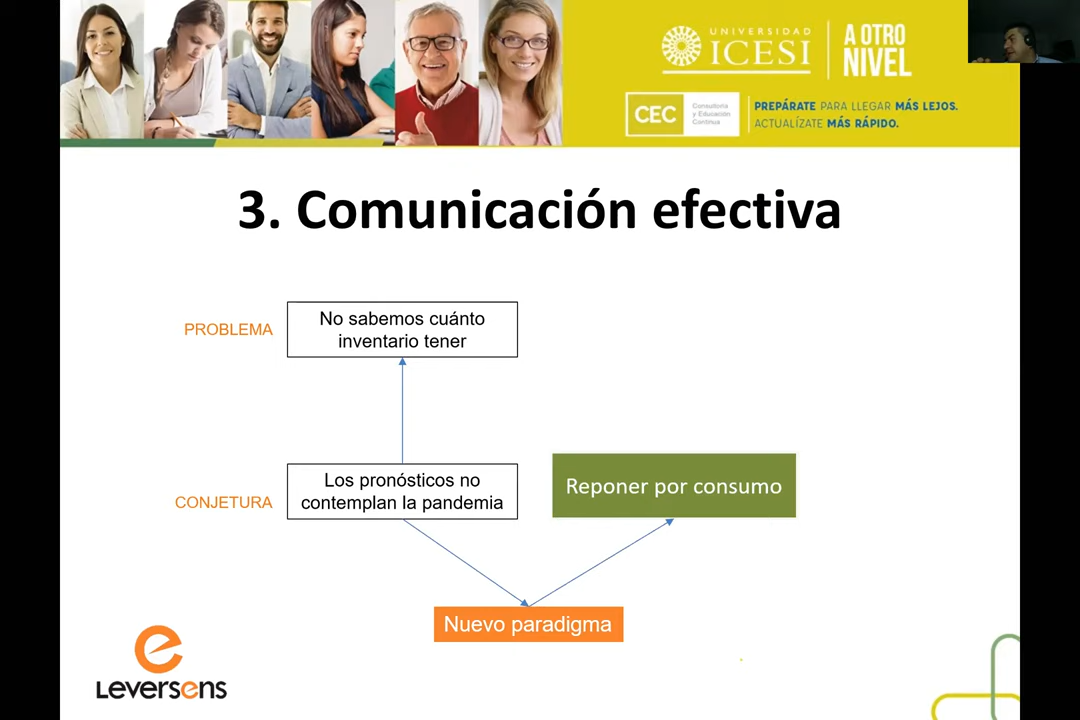 UNIVERSIDAD
ICESI
A OTRO
NIVEL
CEC
Consultoría
y Educación
Continua
PREPÁRATE PARA LLEGAR MÁS LEJOS.
ACTUALÍZATE MÁS RÁPIDO.
3. Comunicación efectiva
PROBLEMA
No sabemos cuánto
inventario tener
CONJETURA
Los pronósticos no
contemplan la pandemia
Reponer por consumo
Nuevo paradigma
Leversens